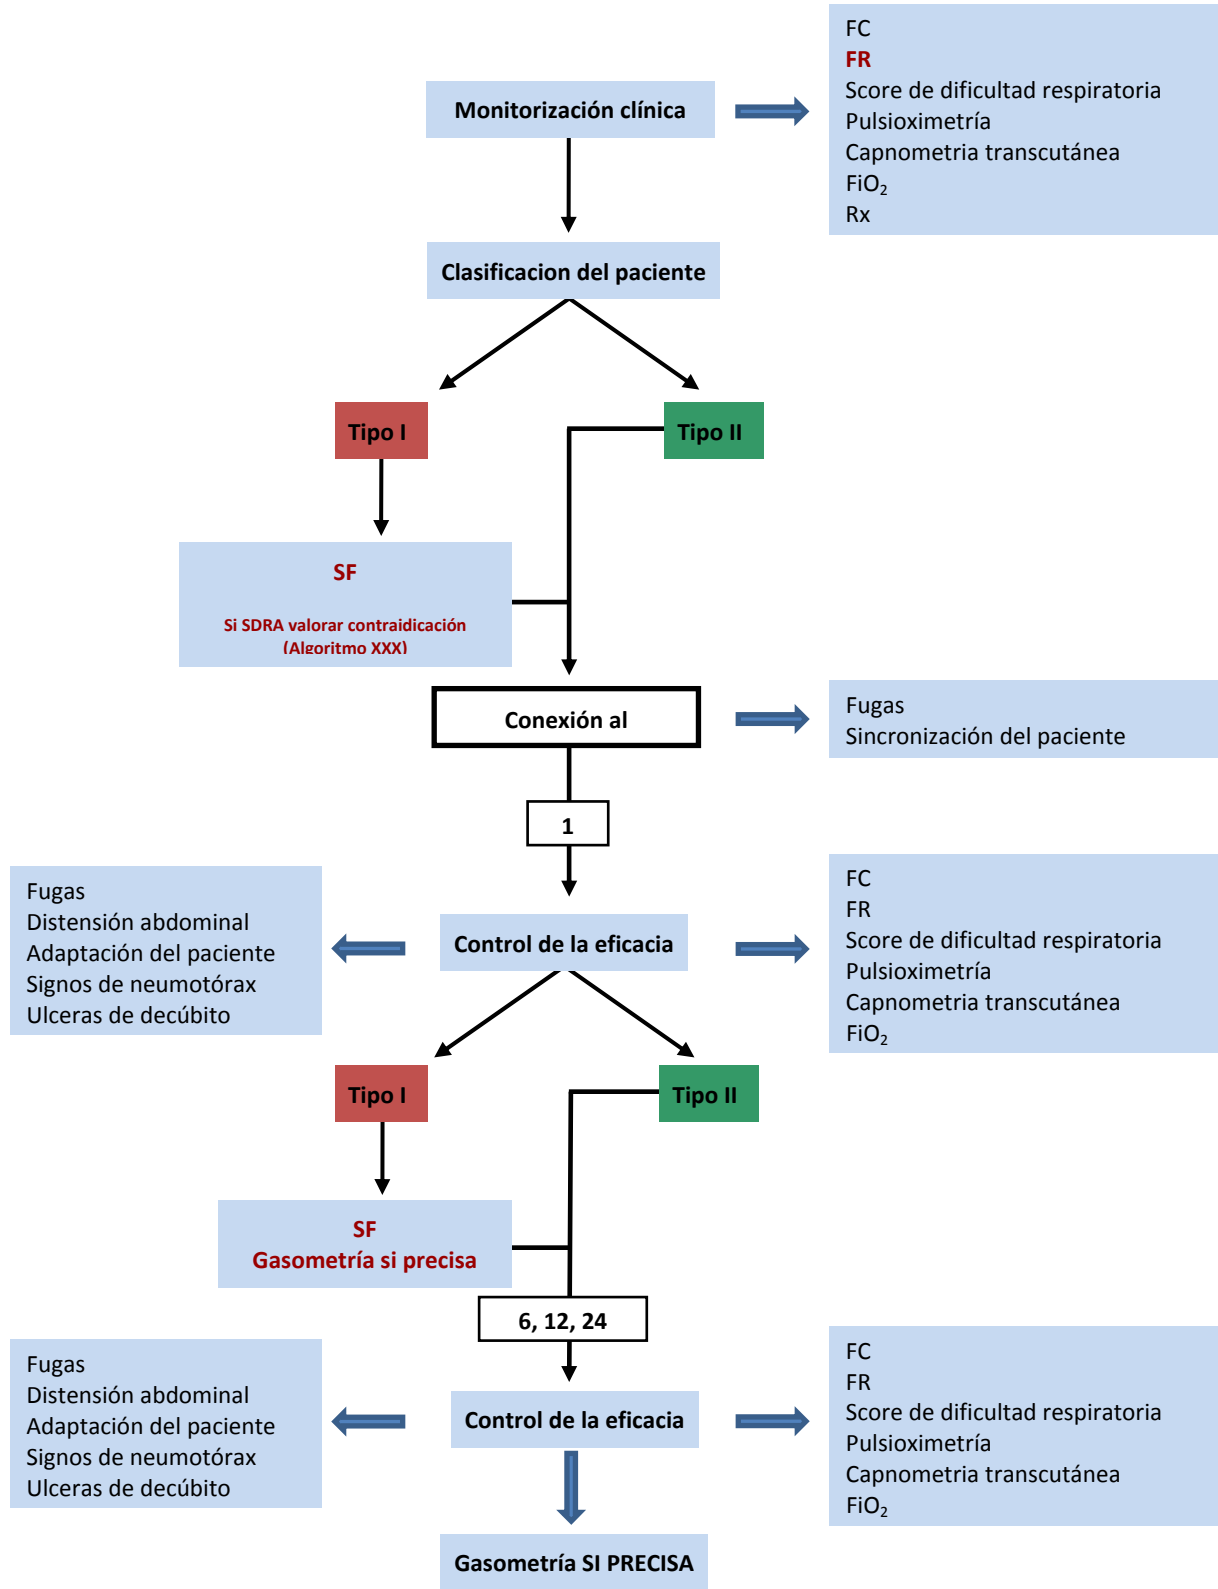 FC
FR
Score de dificultad respiratoria
Pulsioximetría
Capnometria transcutánea
FiO₂
Rx
Monitorización clínica
Clasificacion del paciente
Tipo I
Tipo II
SF
Si SDRA valorar contraidicación
(Algoritmo XXX)
Conexión al
Fugas
Sincronización del paciente
1
Fugas
Distensión abdominal
Adaptación del paciente
Signos de neumotórax
Ulceras de decúbito
Control de la eficacia
FC
FR
Score de dificultad respiratoria
Pulsioximetría
Capnometria transcutánea
FiO₂
Tipo I
Tipo II
SF
Gasometría si precisa
6, 12, 24
Fugas
Distensión abdominal
Adaptación del paciente
Signos de neumotórax
Ulceras de decúbito
Control de la eficacia
FC
FR
Score de dificultad respiratoria
Pulsioximetría
Capnometria transcutánea
FiO₂
Gasometría SI PRECISA